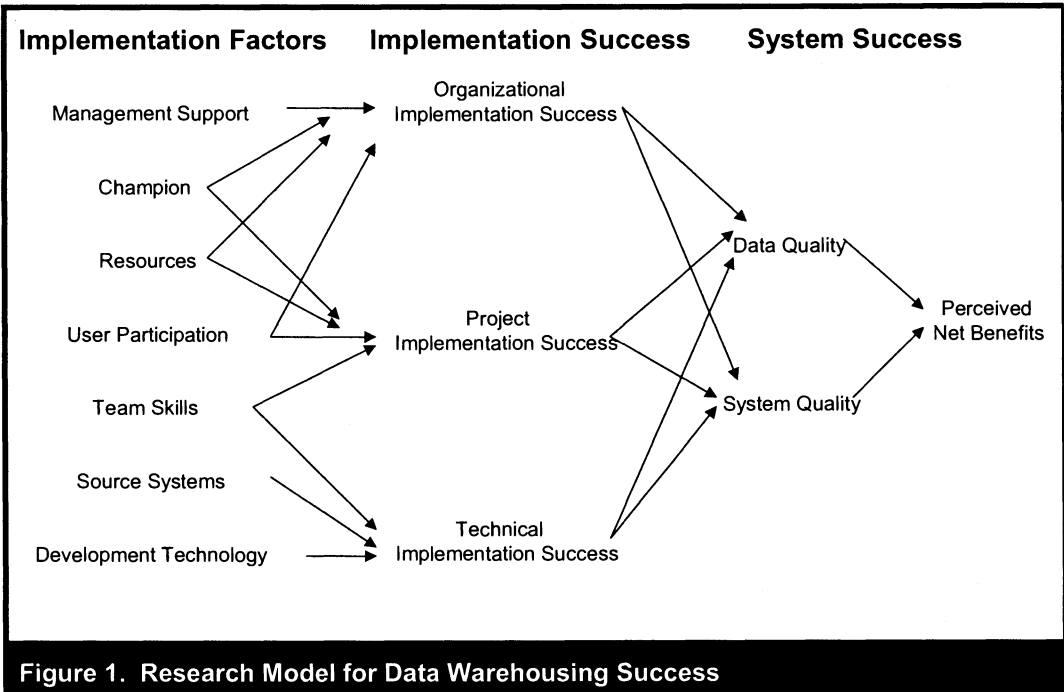 Implementation Factors Implementation Success System Success
Management Support
Organizational
Implementation Success
Champion
Resources
User Participation
Project
Implementation Success
Team Skills
Source Systems
Development Technology
Technical
Implementation Success
Data Quality
System Quality
Perceived
Net Benefits
Figure 1. Research Model for Data Warehousing Success